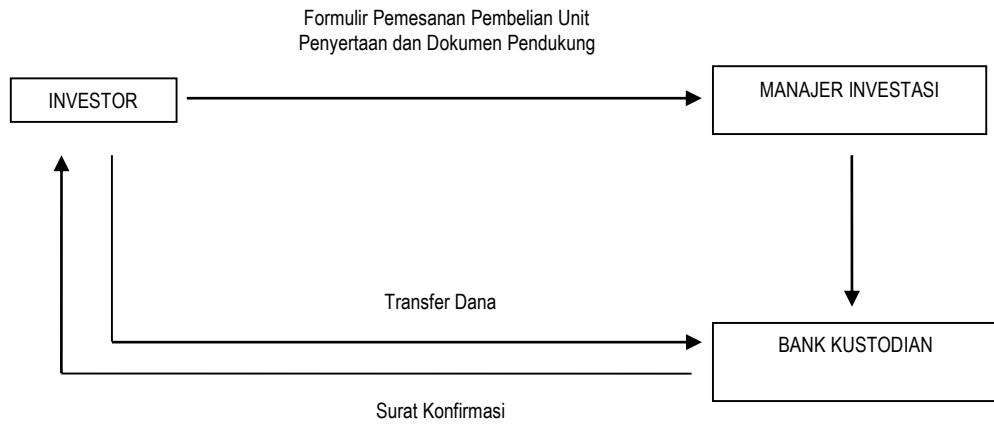 Formulir Pemesanan Pembelian Unit
Penyertaan dan Dokumen Pendukung
INVESTOR
MANAJER INVESTASI
Transfer Dana
BANK KUSTODIAN
Surat Konfirmasi